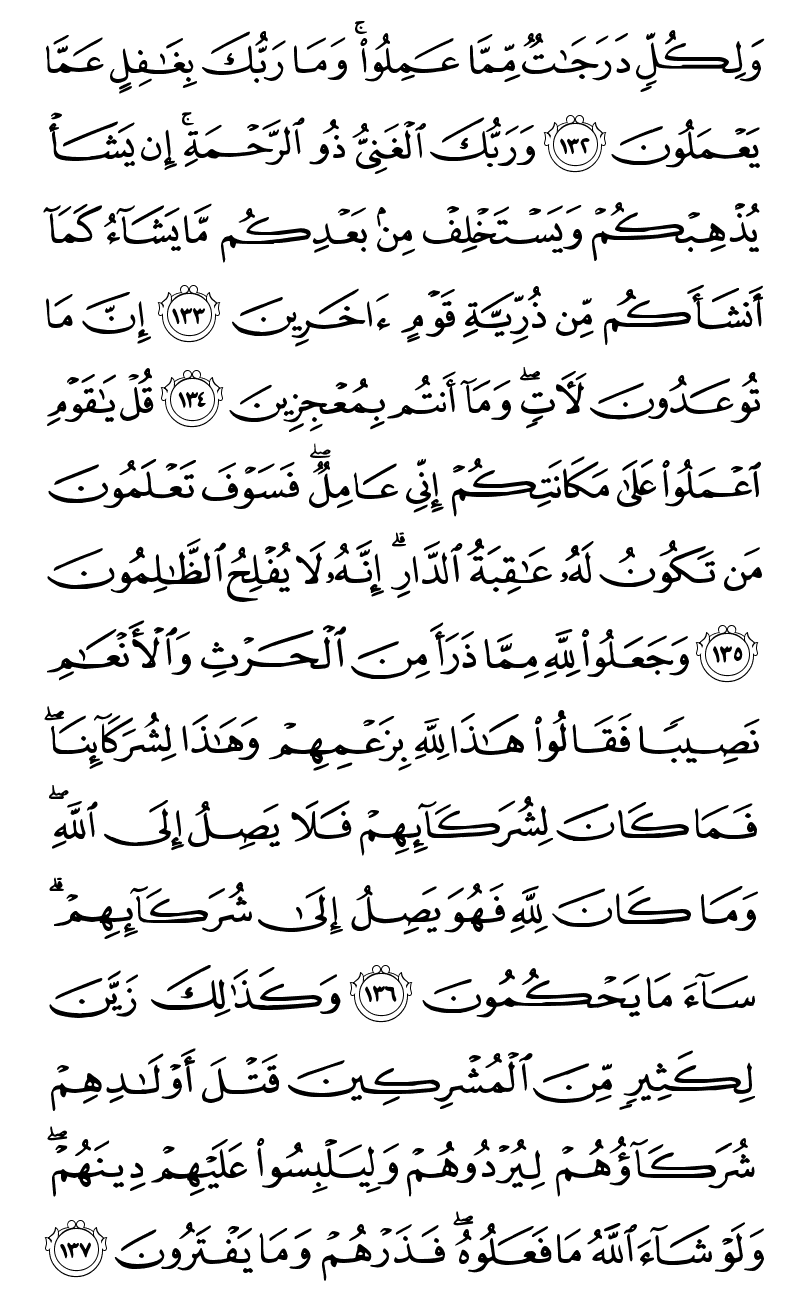 وَلِكُلٍّ دَرَجَٰتٌ مِّمَّا عَمِلُوا۟ ۚ وَمَا رَبُّكَ بِغَٰفِلٍ عَمَّا
يَعْمَلُونَ ١٣٢ وَرَبُّكَ ٱلْغَنِىُّ ذُو ٱلرَّحْمَةِ ۚ إِن يَشَأْ
يُذْهِبْكُمْ وَيَسْتَخْلِفْ مِنۢ بَعْدِكُم مَّا يَشَآءُ كَمَآ
أَنشَأَكُم مِّن ذُرِّيَّةِ قَوْمٍ ءَاخَرِينَ ١٣٣ إِنَّ مَا
تُوعَدُونَ لَـَٔاتٍ ۖ وَمَآ أَنتُم بِمُعْجِزِينَ ١٣٤ قُلْ يَٰقَوْمِ
ٱعْمَلُوا۟ عَلَىٰ مَكَانَتِكُمْ إِنِّى عَامِلٌ ۖ فَسَوْفَ تَعْلَمُونَ
مَن تَكُونُ لَهُۥ عَٰقِبَةُ ٱلدَّارِ ۗ إِنَّهُۥ لَا يُفْلِحُ ٱلظَّٰلِمُونَ
١٣٥ وَجَعَلُوا۟ لِلَّهِ مِمَّا ذَرَأَ مِنَ ٱلْحَرْثِ وَٱلْأَنْعَٰمِ
نَصِيبًا فَقَالُوا۟ هَٰذَا لِلَّهِ بِزَعْمِهِمْ وَهَٰذَا لِشُرَكَآئِنَا ۖ
فَمَا كَانَ لِشُرَكَآئِهِمْ فَلَا يَصِلُ إِلَى ٱللَّهِ ۖ
وَمَا كَانَ لِلَّهِ فَهُوَ يَصِلُ إِلَىٰ شُرَكَآئِهِمْ ۗ
سَآءَ مَا يَحْكُمُونَ ١٣٦ وَكَذَٰلِكَ زَيَّنَ
لِكَثِيرٍ مِّنَ ٱلْمُشْرِكِينَ قَتْلَ أَوْلَٰدِهِمْ
شُرَكَآؤُهُمْ لِيُرْدُوهُمْ وَلِيَلْبِسُوا۟ عَلَيْهِمْ دِينَهُمْ ۖ
وَلَوْ شَآءَ ٱللَّهُ مَا فَعَلُوهُ ۖ فَذَرْهُمْ وَمَا يَفْتَرُونَ ١٣٧